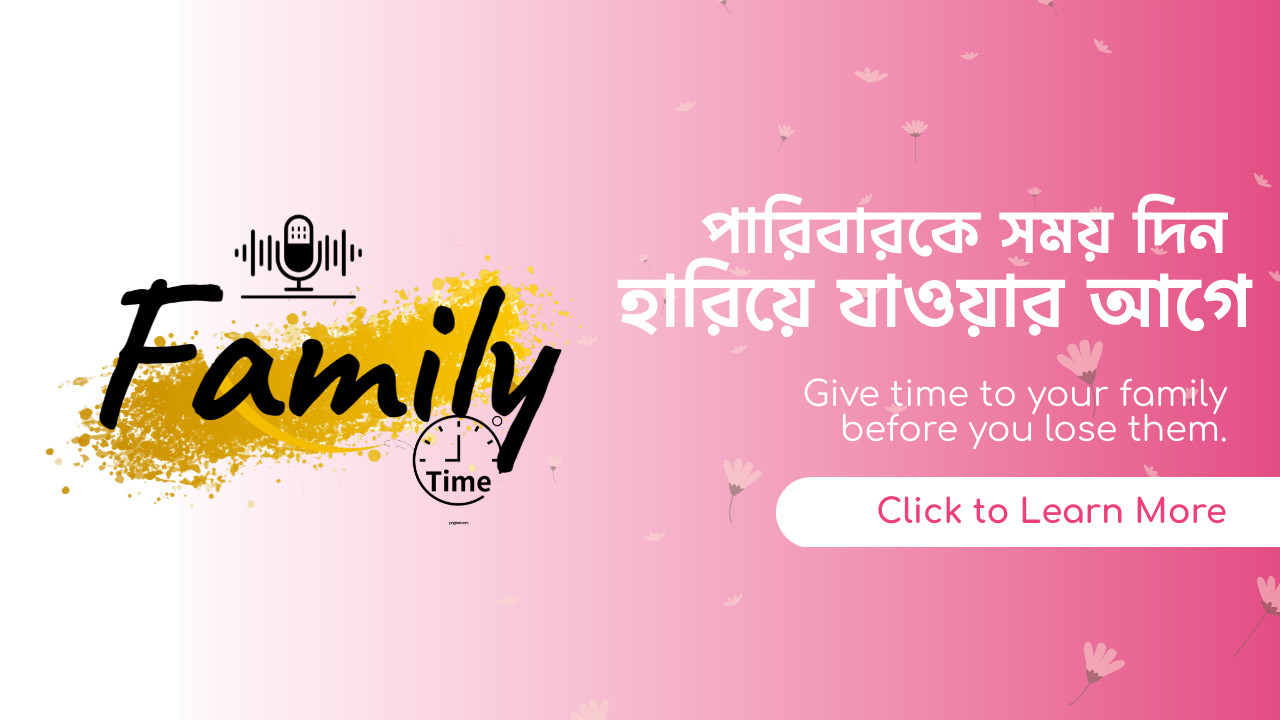 Family
Time
পারিবারকে সময় দিন
হারিয়ে যাওয়ার আগে
Give time to your family
before you lose them.
Click to Learn More